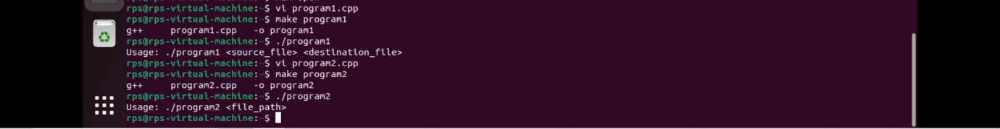 rps@rps-virtual-machine:~$ vi program1.cpp
rps@rps-virtual-machine:~$ make program1
g++     program1.cpp   -o program1
rps@rps-virtual-machine:~$ ./program1
Usage: ./program1 <source_file> <destination_file>
rps@rps-virtual-machine:~$ vi program2.cpp
rps@rps-virtual-machine:~$ make program2
g++     program2.cpp   -o program2
rps@rps-virtual-machine:~$ ./program2
Usage: ./program2 <file_path>
rps@rps-virtual-machine:~$